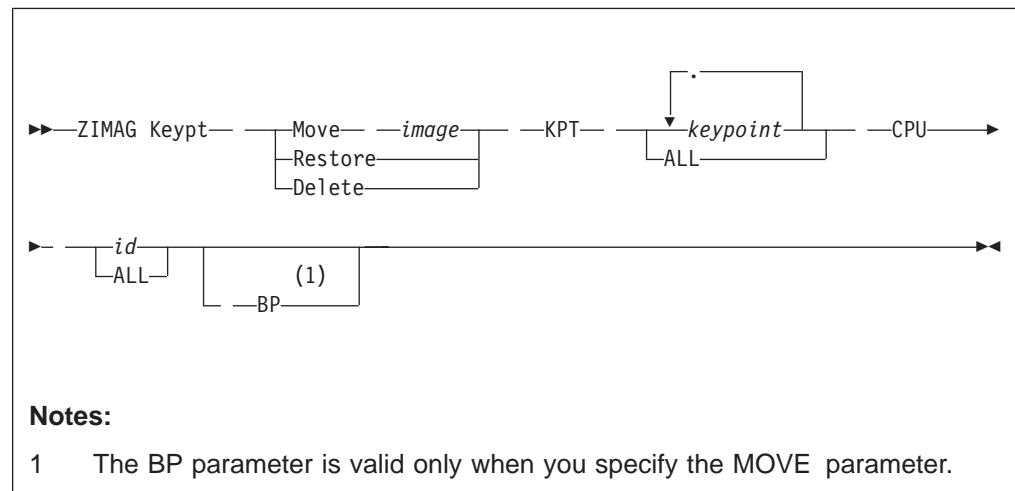 .
ZIMAG Keypt Move image KPT keypoint CPU
Restore ALL
Delete
id
ALL (1)
BP
Notes:
1 The BP parameter is valid only when you specify the MOVE parameter.